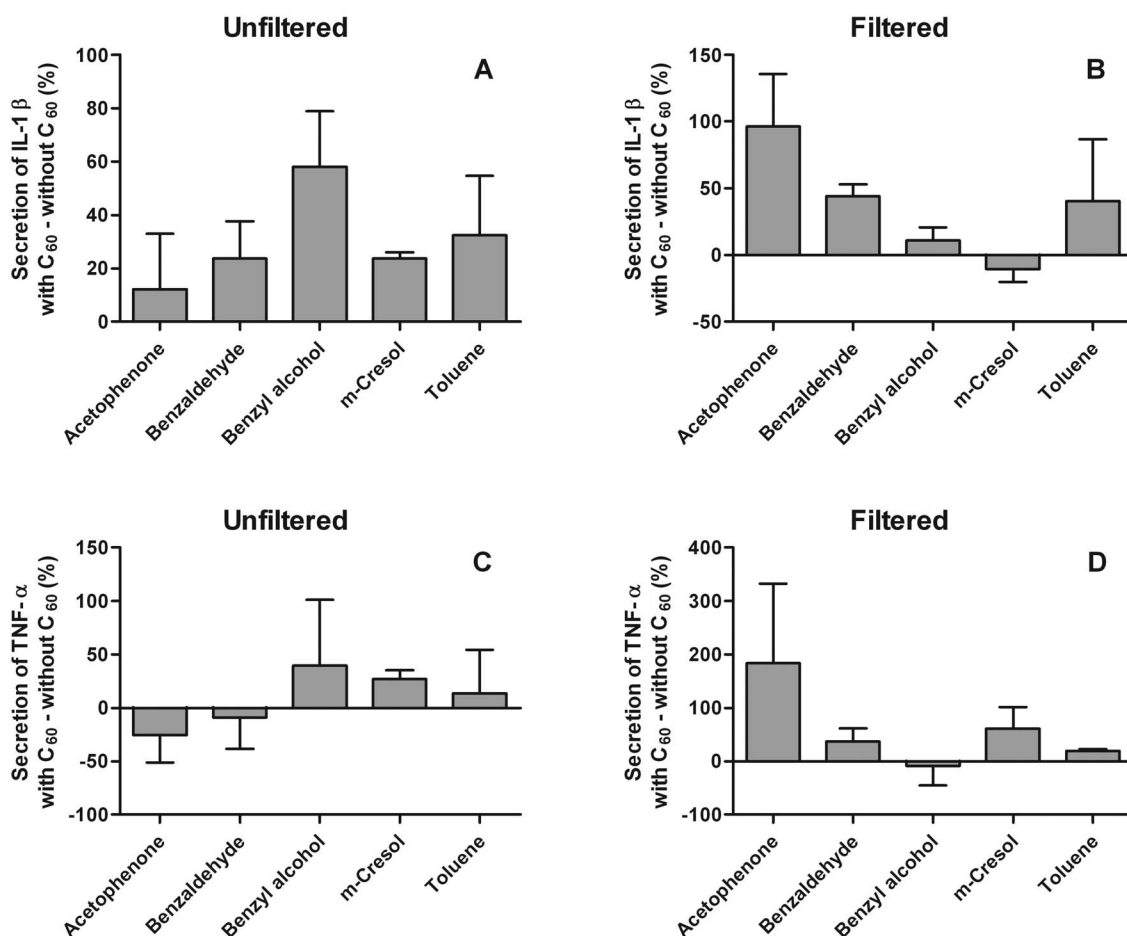 Unfiltered
A
Secretion of IL-1 β
with C60 - without C60 (%)
100
80
60
40
20
0
Acetophenone
Benzaldehyde
Benzyl alcohol
m-Cresol
Toluene
Filtered
B
Secretion of IL-1 β
with C60 - without C60 (%)
150
100
50
0
-50
Acetophenone
Benzaldehyde
Benzyl alcohol
m-Cresol
Toluene
Unfiltered
C
Secretion of TNF- α
with C60 - without C60 (%)
150
100
50
0
-50
-100
Acetophenone
Benzaldehyde
Benzyl alcohol
m-Cresol
Toluene
Filtered
D
Secretion of TNF- α
with C60 - without C60 (%)
400
300
200
100
0
-100
Acetophenone
Benzaldehyde
Benzyl alcohol
m-Cresol
Toluene